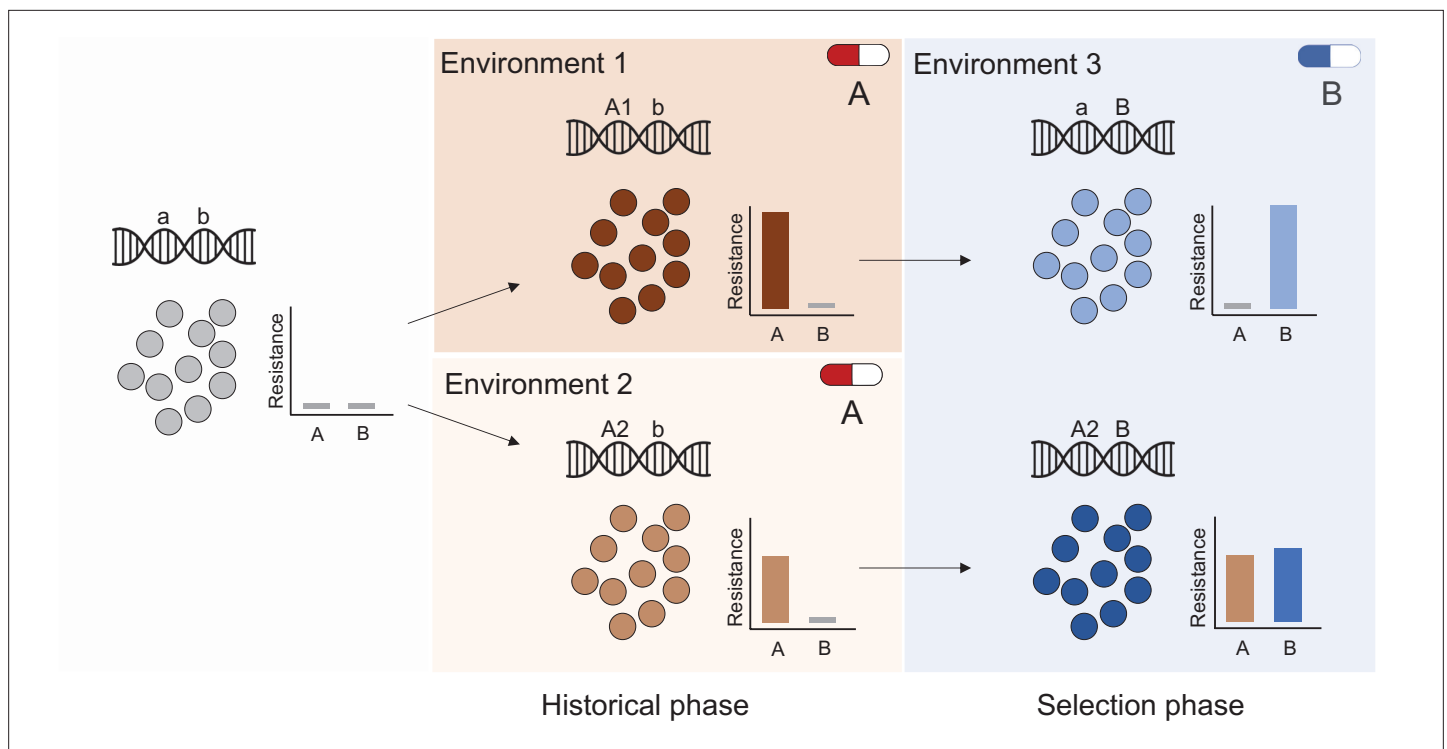 a b
Resistance
A B
Environment 1
A
A1 b
Resistance
A B
Environment 2
A
A2 b
Resistance
A B
Historical phase
Environment 3
B
a B
Resistance
A B
A2 B
Resistance
A B
Selection phase